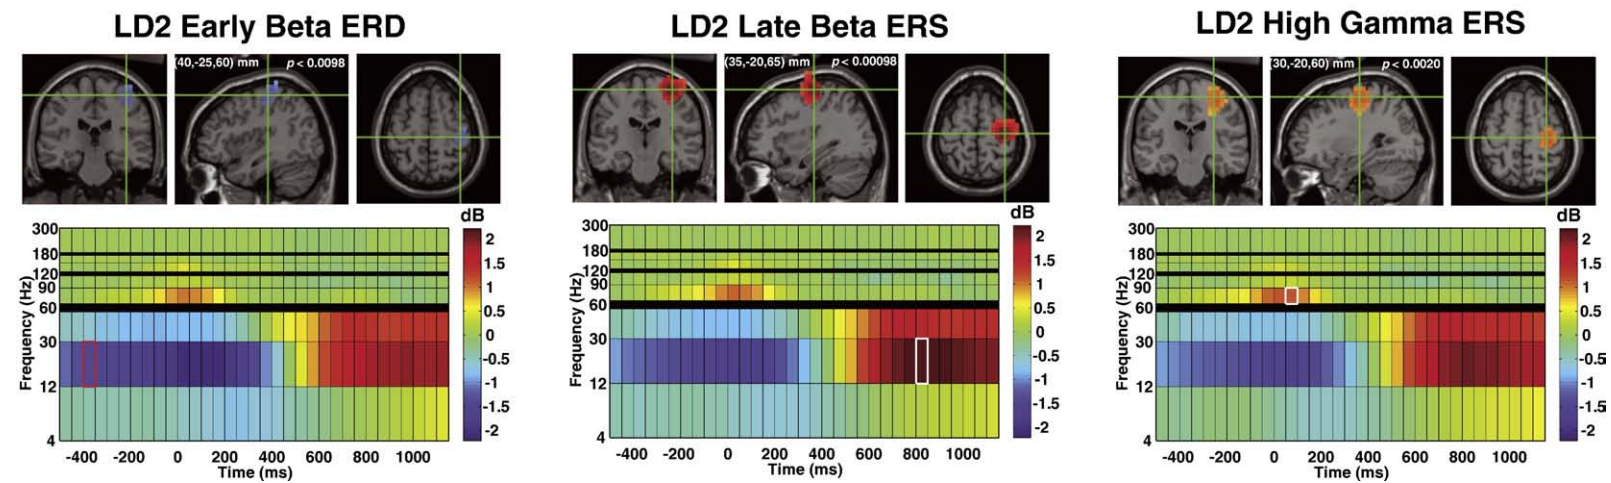 LD2 Early Beta ERD
(40,-25,60) mm p < 0.0098
dB
300
180
120
90
60
30
12
4
Frequency (Hz)
2
1.5
1
0.5
0
-0.5
-1
-1.5
-2
-400 -200 0 200 400 600 800 1000
Time (ms)
LD2 Late Beta ERS
(35,-20,65) mm p < 0.00098
dB
300
180
120
90
60
30
12
4
Frequency (Hz)
2
1.5
1
0.5
0
-0.5
-1
-1.5
-2
-400 -200 0 200 400 600 800 1000
Time (ms)
LD2 High Gamma ERS
(30,-20,60) mm p < 0.0020
dB
300
180
120
90
60
30
12
4
Frequency (Hz)
2
1.5
1
0.5
0
-0.5
-1
-1.5
-2
-400 -200 0 200 400 600 800 1000
Time (ms)